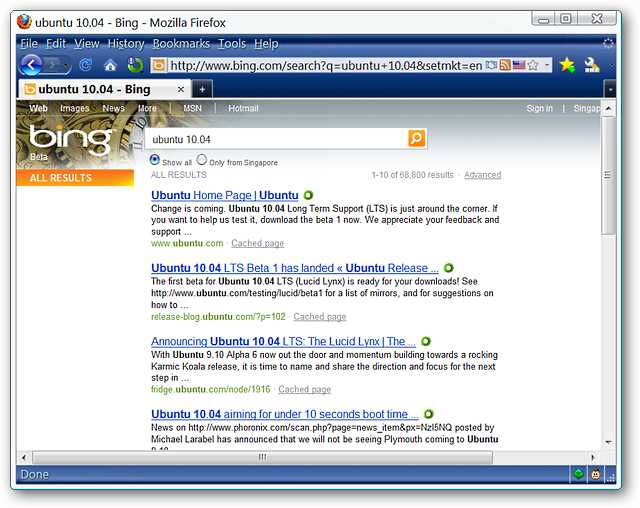 ubuntu 10.04 - Bing - Mozilla Firefox
File Edit View History Bookmarks Tools Help
http://www.bing.com/search?q=ubuntu+10.04&setmkt=en
ubuntu 10.04 - Bing
Web Images News More | MSN | Hotmail Sign in | Singap
bing
Beta
ubuntu 10.04
Show all Only from Singapore
ALL RESULTS
ALL RESULTS 1-10 of 68,800 results · Advanced
Ubuntu Home Page | Ubuntu
Change is coming. Ubuntu 10.04 Long Term Support (LTS) is just around the corner. If
you want to help us test it, download the beta 1 now. We appreciate your feedback and
support ...
www.ubuntu.com · Cached page
Ubuntu 10.04 LTS Beta 1 has landed « Ubuntu Release ...
The first beta for Ubuntu 10.04 LTS (Lucid Lynx) is ready for your downloads! See
http://www.ubuntu.com/testing/lucid/beta1 for a list of mirrors, and for suggestions on
how to ...
release-blog.ubuntu.com/?p=102 · Cached page
Announcing Ubuntu 10.04 LTS: The Lucid Lynx | The ...
With Ubuntu 9.10 Alpha 6 now out the door and momentum building towards a rocking
Karmic Koala release, it is time to name and share the direction and focus for the next
step in ...
fridge.ubuntu.com/node/1916 · Cached page
Ubuntu 10.04 aiming for under 10 seconds boot time ...
News on http://www.phoronix.com/scan.php?page=news_item&px=NzI5NQ posted by
Michael Larabel has announced that we will not be seeing Plymouth coming to Ubuntu
9.10
Done